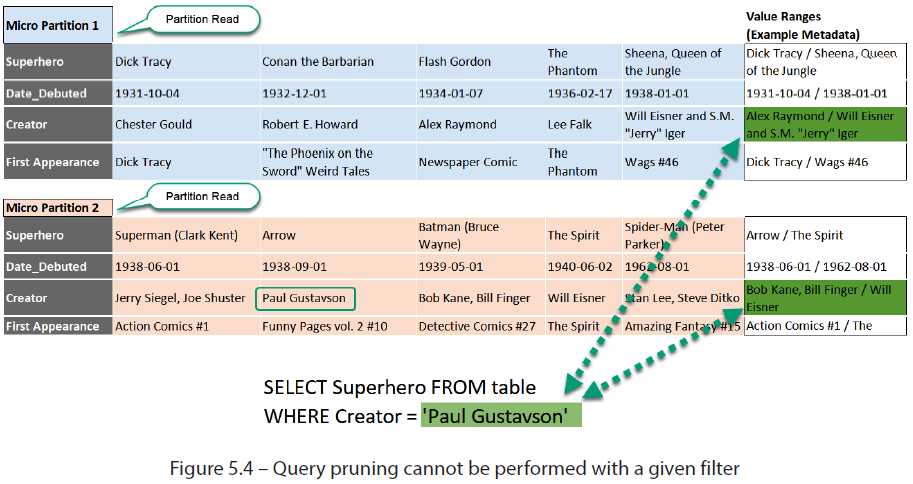 Partition Read
Value Ranges
(Example Metadata)
Micro Partition 1
Superhero
Dick Tracy
Conan the Barbarian
Flash Gordon
The
Phantom
Sheena, Queen of
the Jungle
Dick Tracy / Sheena, Queen
of the Jungle
Date_Debuted
1931-10-04
1932-12-01
1934-01-07
1936-02-17
1938-01-01
1931-10-04 / 1938-01-01
Creator
Chester Gould
Robert E. Howard
Alex Raymond
Lee Falk
Will Eisner and S.M.
"Jerry" Iger
Alex Raymond / Will Eisner
and S.M. "Jerry" Iger
First Appearance
Dick Tracy
"The Phoenix on the
Sword" Weird Tales
Newspaper Comic
The
Phantom
Wags #46
Dick Tracy / Wags #46
Partition Read
Micro Partition 2
Superhero
Superman (Clark Kent)
Arrow
Batman (Bruce
Wayne)
The Spirit
Spider-Man (Peter
Parker)
Arrow / The Spirit
Date_Debuted
1938-06-01
1938-09-01
1939-05-01
1940-06-02
1962-08-01
1938-06-01 / 1962-08-01
Creator
Jerry Siegel, Joe Shuster
Paul Gustavson
Bob Kane, Bill Finger
Will Eisner
Stan Lee, Steve Ditko
Bob Kane, Bill Finger / Will
Eisner
First Appearance
Action Comics #1
Funny Pages vol. 2 #10
Detective Comics #27
The Spirit
Amazing Fantasy #15
Action Comics #1 / The
SELECT Superhero FROM table
WHERE Creator = 'Paul Gustavson'
Figure 5.4 – Query pruning cannot be performed with a given filter